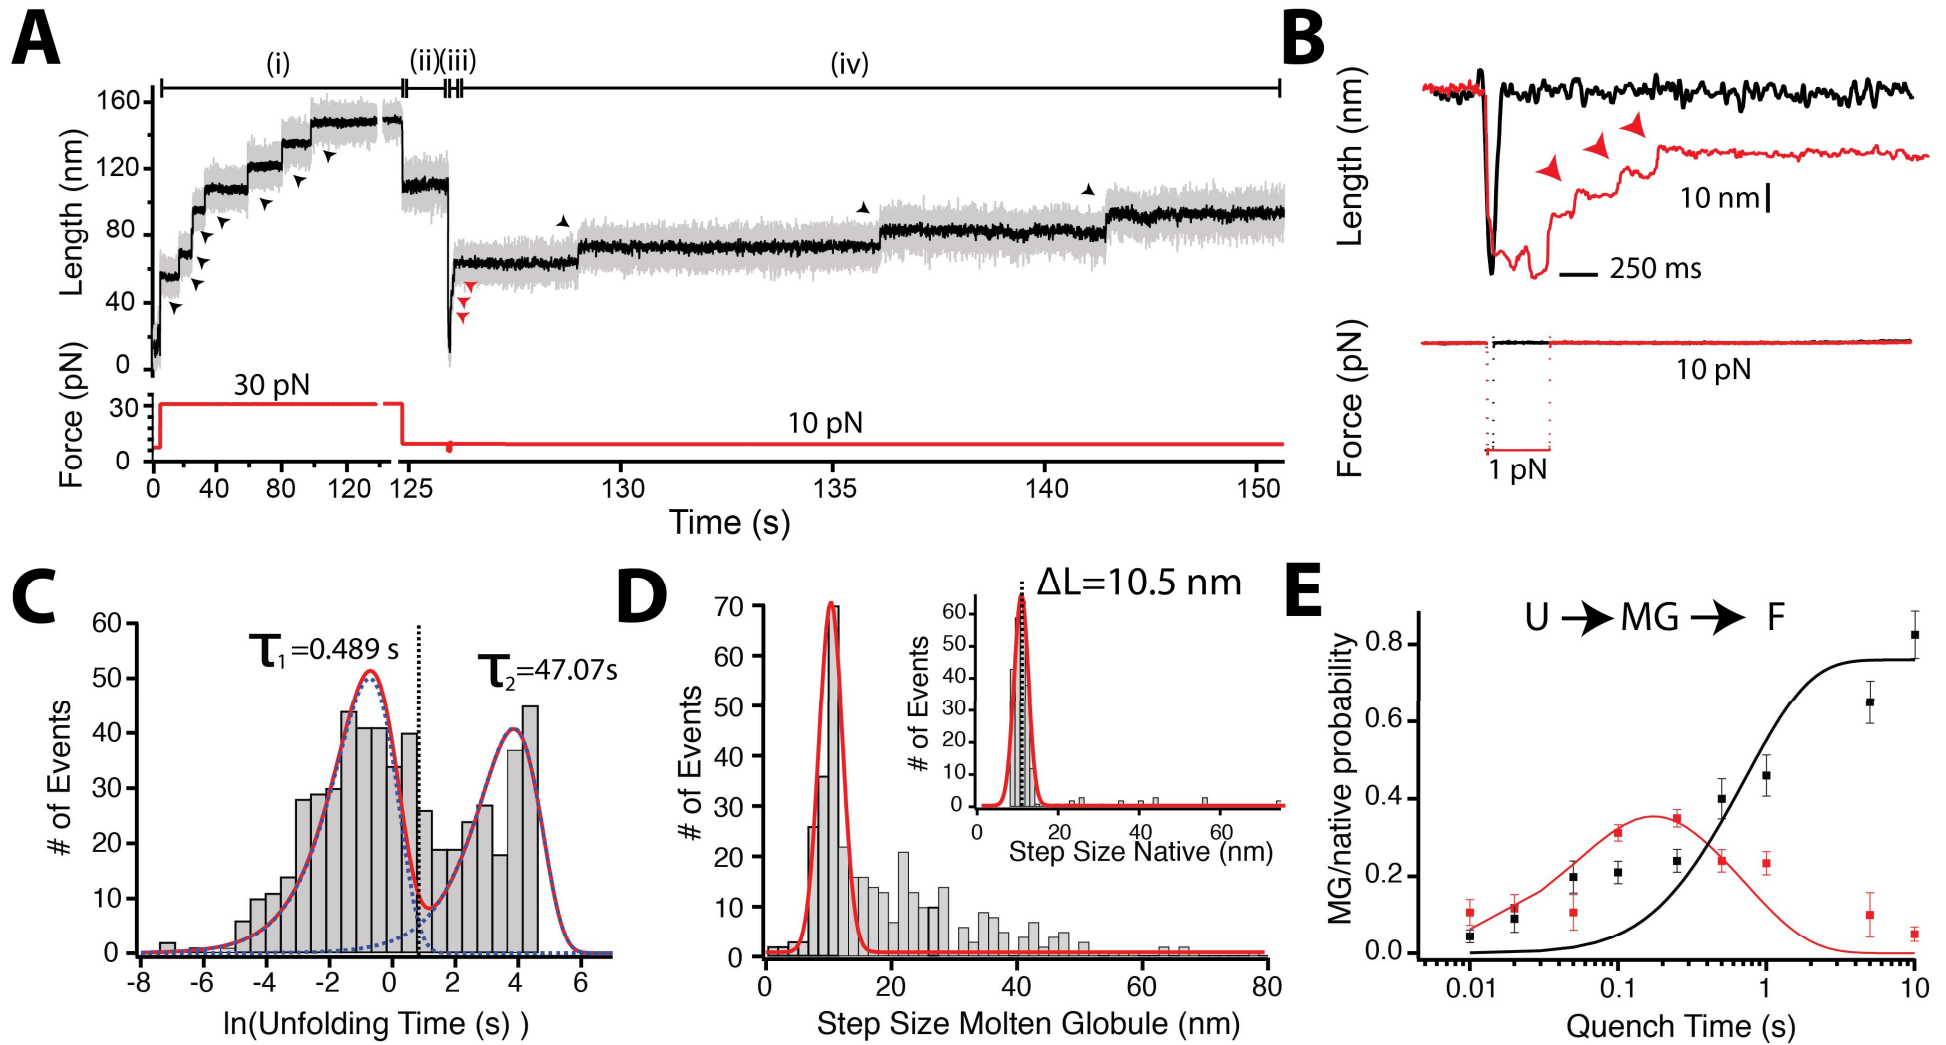 A
(i)
(ii)
(iii)
(iv)
Length (nm)
160
120
80
40
0
Force (pN)
30
0
30 pN
10 pN
0
40
80
120
125
130
135
140
145
150
Time (s)
B
Length (nm)
10 nm
250 ms
Force (pN)
10 pN
1 pN
C
# of Events
60
50
40
30
20
10
0
τ1=0.489 s
τ2=47.07s
-8
-6
-4
-2
0
2
4
6
ln(Unfolding Time (s) )
D
# of Events
70
60
50
40
30
20
10
0
0
20
40
60
80
Step Size Molten Globule (nm)
ΔL=10.5 nm
# of Events
60
50
40
30
20
10
0
0
20
40
60
Step Size Native (nm)
E
U → MG → F
MG/native probability
0.8
0.6
0.4
0.2
0.0
0.01
0.1
1
10
Quench Time (s)